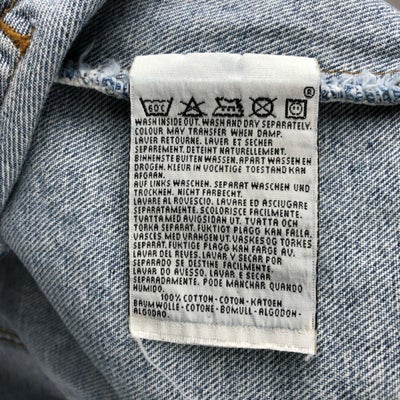 ®
60C
WASH INSIDE OUT. WASH AND DRY SEPARATELY.
COLOUR MAY TRANSFER WHEN DAMP.
LAVER RETOURNE. LAVER ET SECHER
SEPAREMENT. DETEINT NATURELLEMENT.
BINNENSTE BUITEN WASSEN. APART WASSEN EN
DROGEN. KLEUR IN VOCHTIGE TOESTAND KAN
AFGAAN.
AUF LINKS WASCHEN. SEPARAT WASCHEN UND
TROCKNEN. NICHT FARBECHT.
LAVARE AL ROVESCIO. LAVARE ED ASCIUGARE
SEPARATAMENTE. SCOLORISCE FACILMENTE.
TVATTA MED AVIGSIDAN UT. TVATTA OCH
TORKA SEPARAT. FUKTIGT PLAGG KAN FÄLLA.
VASCES MED VRANGEN UT. VASKES OG TORKES
SEPARAT. FUKTIGE PLAGG KAN FARGE AV.
LAVAR DEL REVES. LAVAR Y SECAR POR
SEPARADO SE DESTINE FACILMENTE.
LAVAR DO AVESSO. LAVAR E SECAR
SEPARADAMENTE. PODE MANCHAR QUANDO
HUMIDO.
100% COTTON-COTON-KATOEN
BAUMWOLLE-COTONE-BOMULL-ALGODON-
ALGODAO-